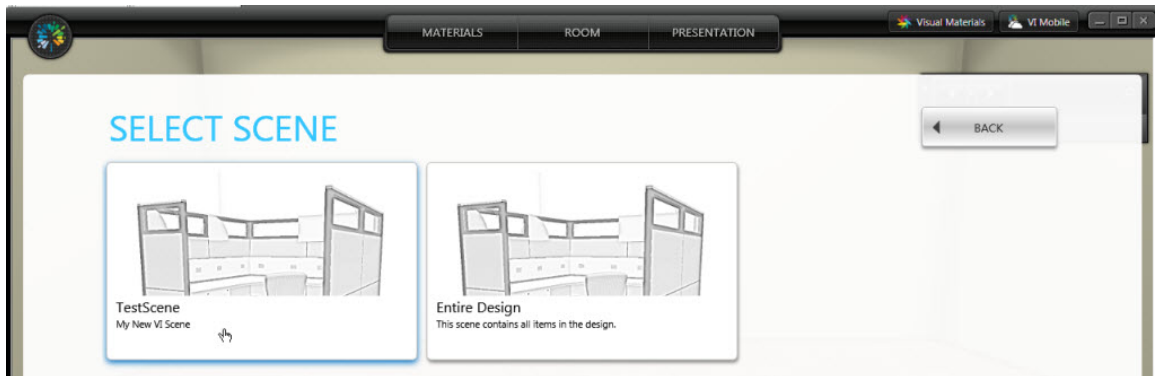 Visual Materials
VI Mobile
MATERIALS
ROOM
PRESENTATION
SELECT SCENE
BACK
TestScene
My New VI Scene
Entire Design
This scene contains all items in the design.